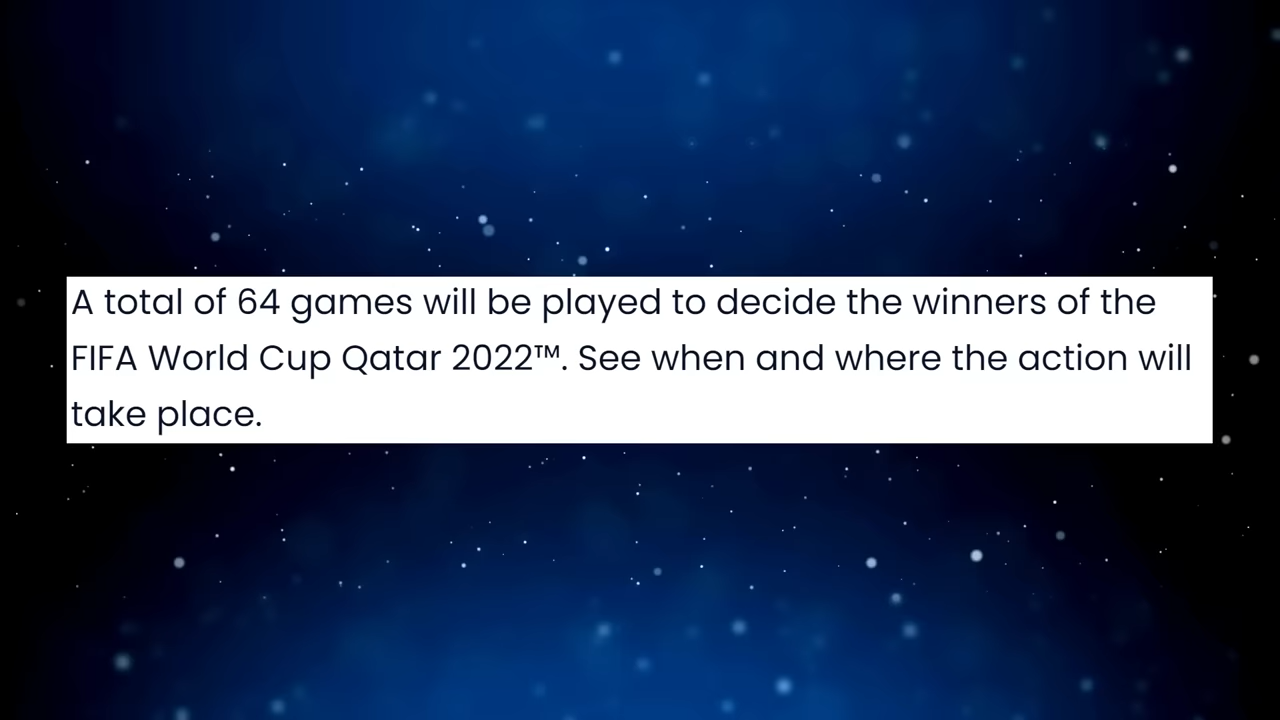 A total of 64 games will be played to decide the winners of the
FIFA World Cup Qatar 2022™. See when and where the action will
take place.